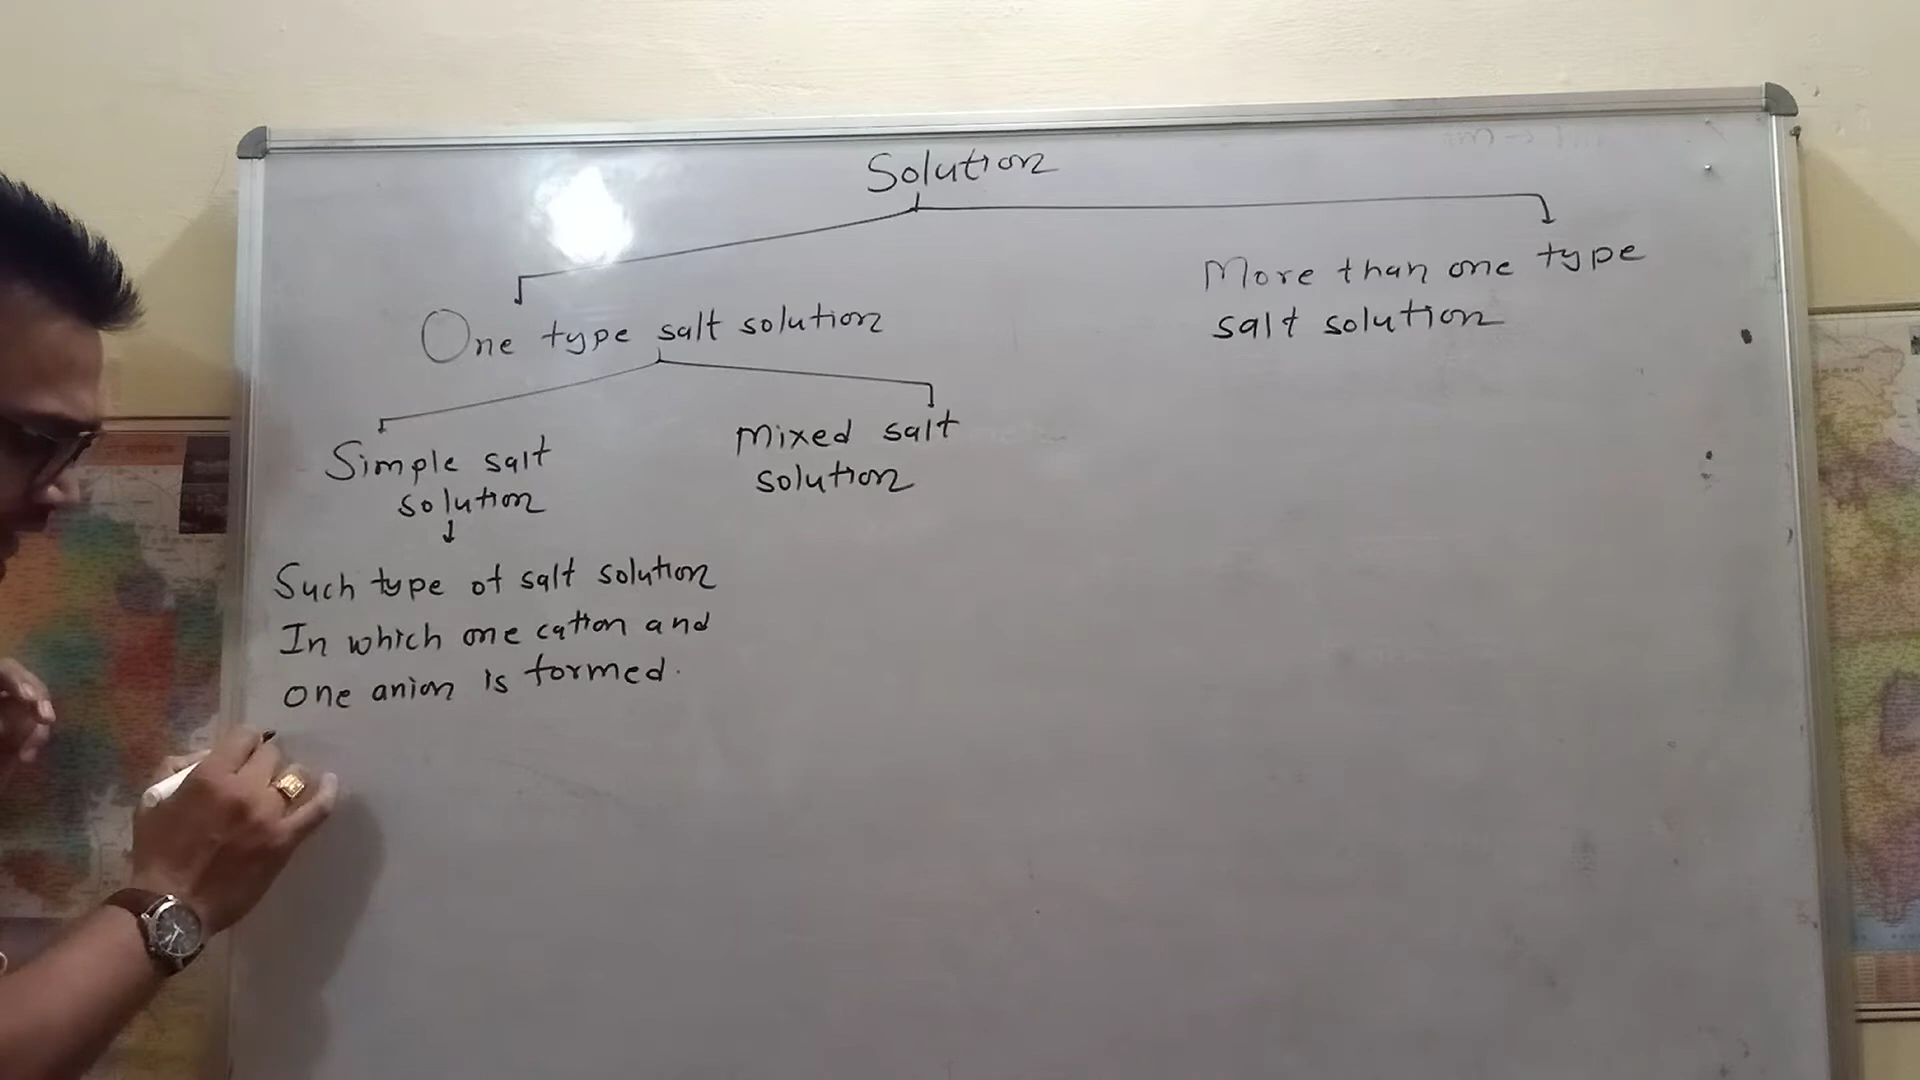 Solution
One type salt solution
More than one type
salt solution
Simple salt
solution
Mixed salt
solution
Such type of salt solution
In which one cation and
one anion is formed.